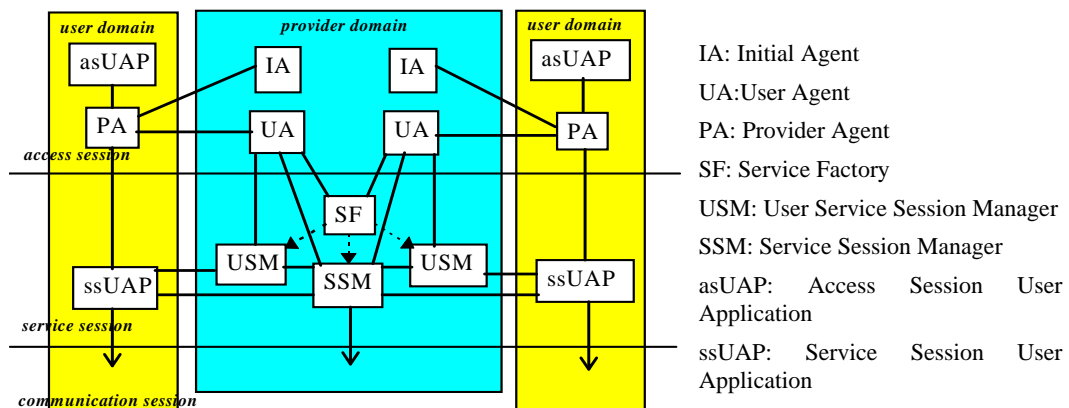 user domain
provider domain
user domain
asUAP
IA
IA
asUAP
PA
UA
UA
PA
access session
SF
USM
USM
ssUAP
SSM
ssUAP
service session
communication session
IA: Initial Agent
UA:User Agent
PA: Provider Agent
SF: Service Factory
USM: User Service Session Manager
SSM: Service Session Manager
asUAP: Access Session User
Application
ssUAP: Service Session User
Application